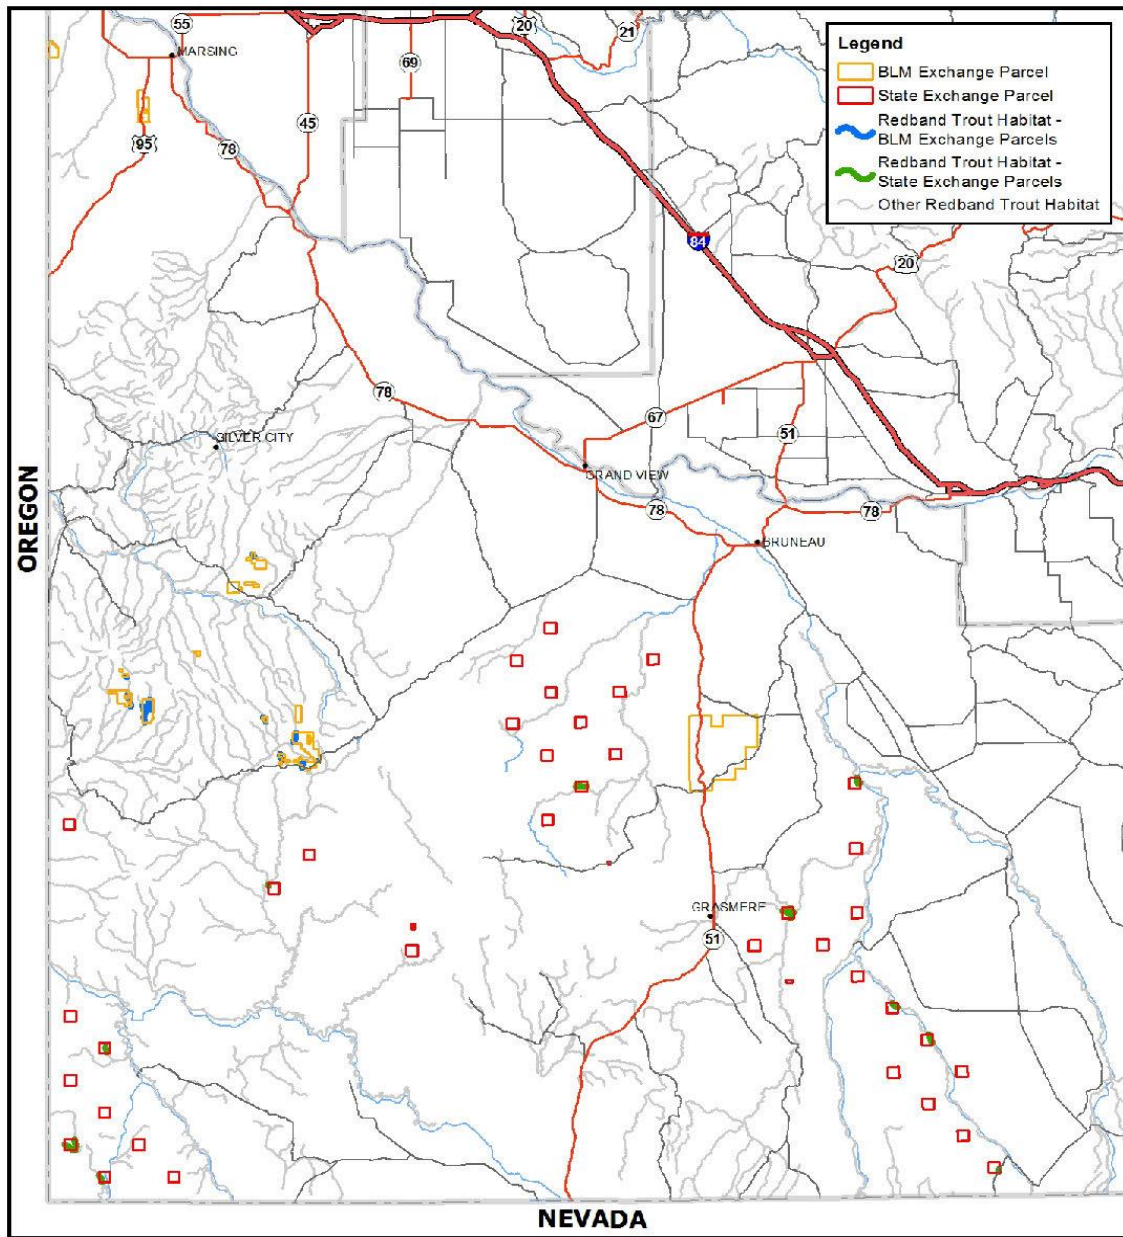 55
20
21
MARSING
69
45
95
78
Legend
BLM Exchange Parcel
State Exchange Parcel
Redband Trout Habitat -
BLM Exchange Parcels
Redband Trout Habitat -
State Exchange Parcels
Other Redband Trout Habitat
84
20
78
67
51
SILVER CITY
GRAND VIEW
78
78
BRUNEAU
OREGON
GRASMERE
51
NEVADA